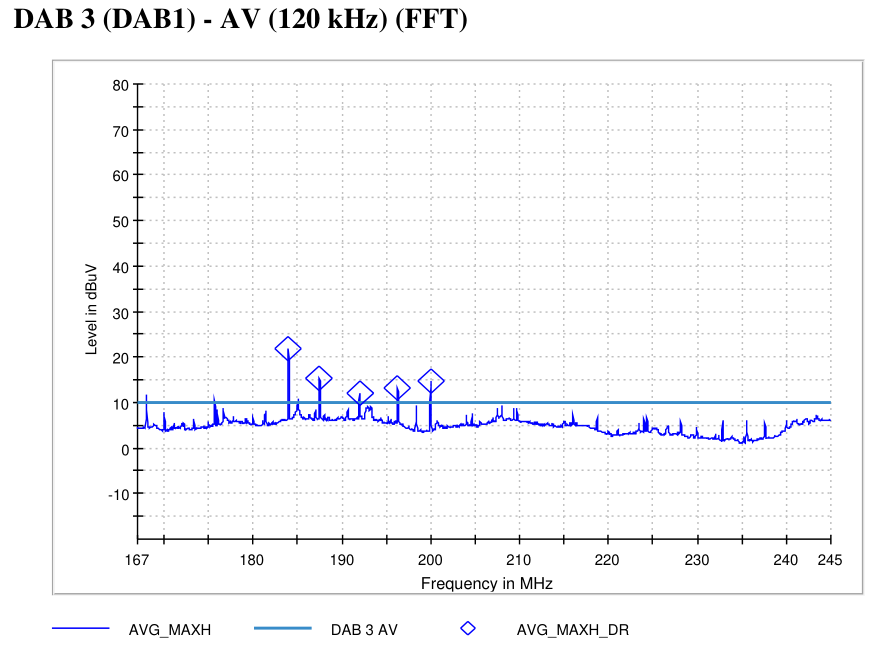 DAB 3 (DAB1) - AV (120 kHz) (FFT)
80
70
60
50
40
30
20
10
0
-10
Level in dBuV
167 180 190 200 210 220 230 240 245
Frequency in MHz
AVG_MAXH DAB 3 AV AVG_MAXH_DR